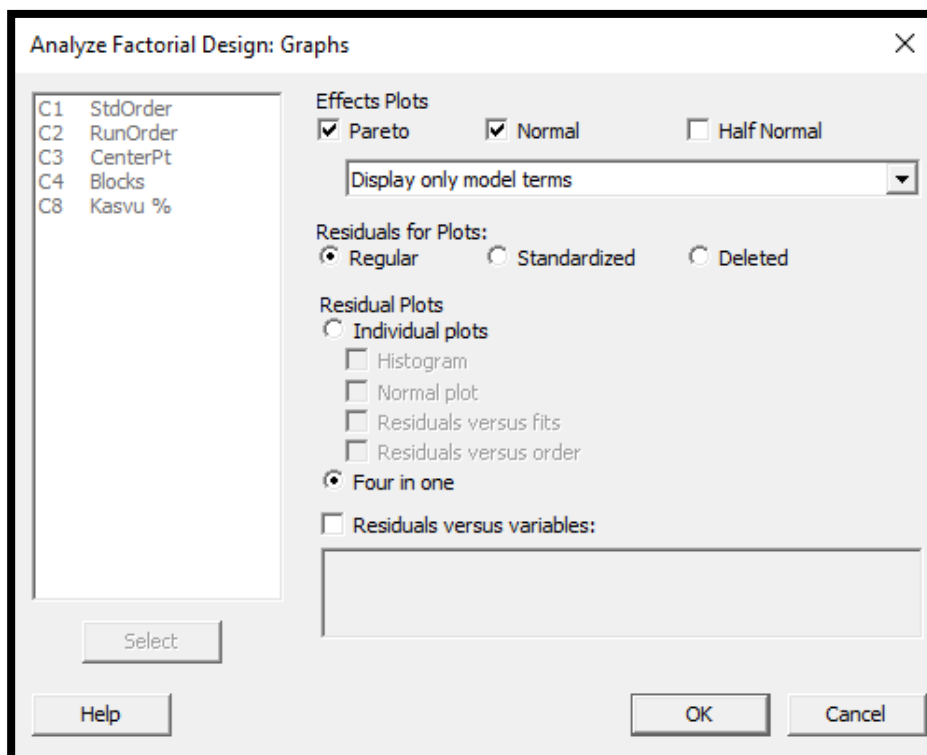 Analyze Factorial Design: Graphs
C1 StdOrder
C2 RunOrder
C3 CenterPt
C4 Blocks
C8 Kasvu %
Select
Effects Plots
Pareto Normal Half Normal
Display only model terms
Residuals for Plots:
Regular Standardized Deleted
Residual Plots
Individual plots
Histogram
Normal plot
Residuals versus fits
Residuals versus order
Four in one
Residuals versus variables:
Help OK Cancel